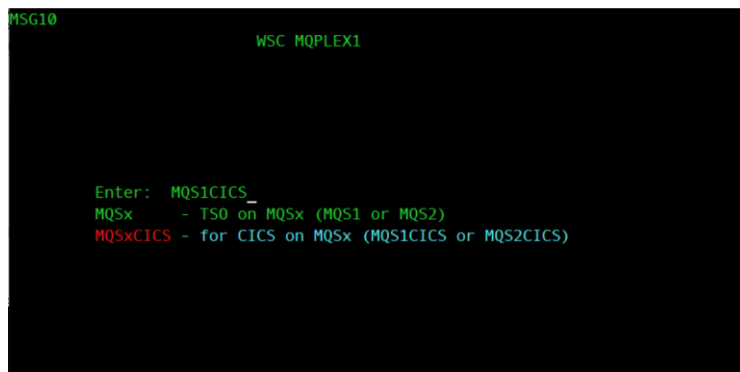 MSG10
WSC MQPLEX1
Enter: MQS1CICS_
MQSx - TSO on MQSx (MQS1 or MQS2)
MQSxCICS - for CICS on MQSx (MQS1CICS or MQS2CICS)